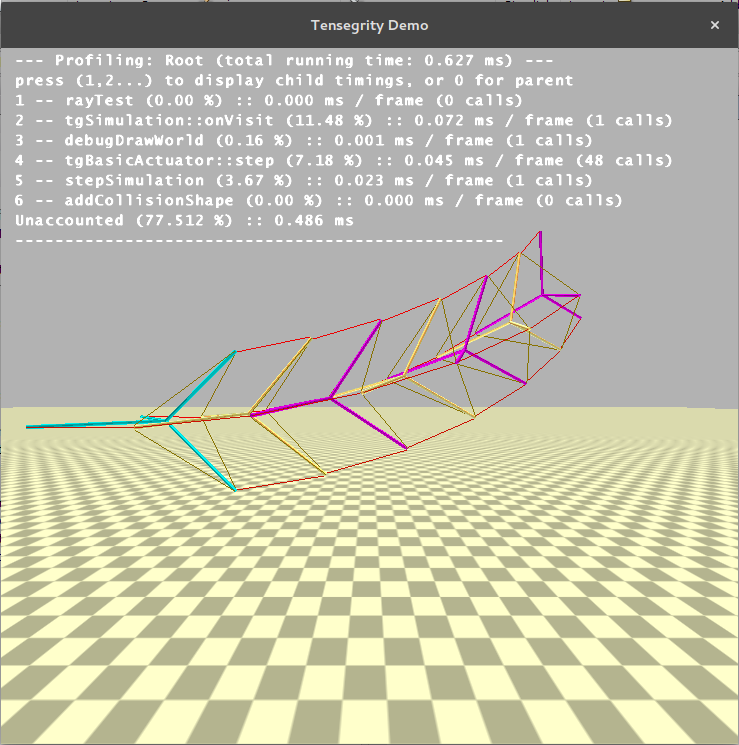 Tensegrity Demo
--- Profiling: Root (total running time: 0.627 ms) ---
press (1,2...) to display child timings, or 0 for parent
1 -- rayTest (0.00 %) :: 0.000 ms / frame (0 calls)
2 -- tgSimulation::onVisit (11.48 %) :: 0.072 ms / frame (1 calls)
3 -- debugDrawWorld (0.16 %) :: 0.001 ms / frame (1 calls)
4 -- tgBasicActuator::step (7.18 %) :: 0.045 ms / frame (48 calls)
5 -- stepSimulation (3.67 %) :: 0.023 ms / frame (1 calls)
6 -- addCollisionShape (0.00 %) :: 0.000 ms / frame (0 calls)
Unaccounted (77.512 %) :: 0.486 ms
-------------------------------------------------